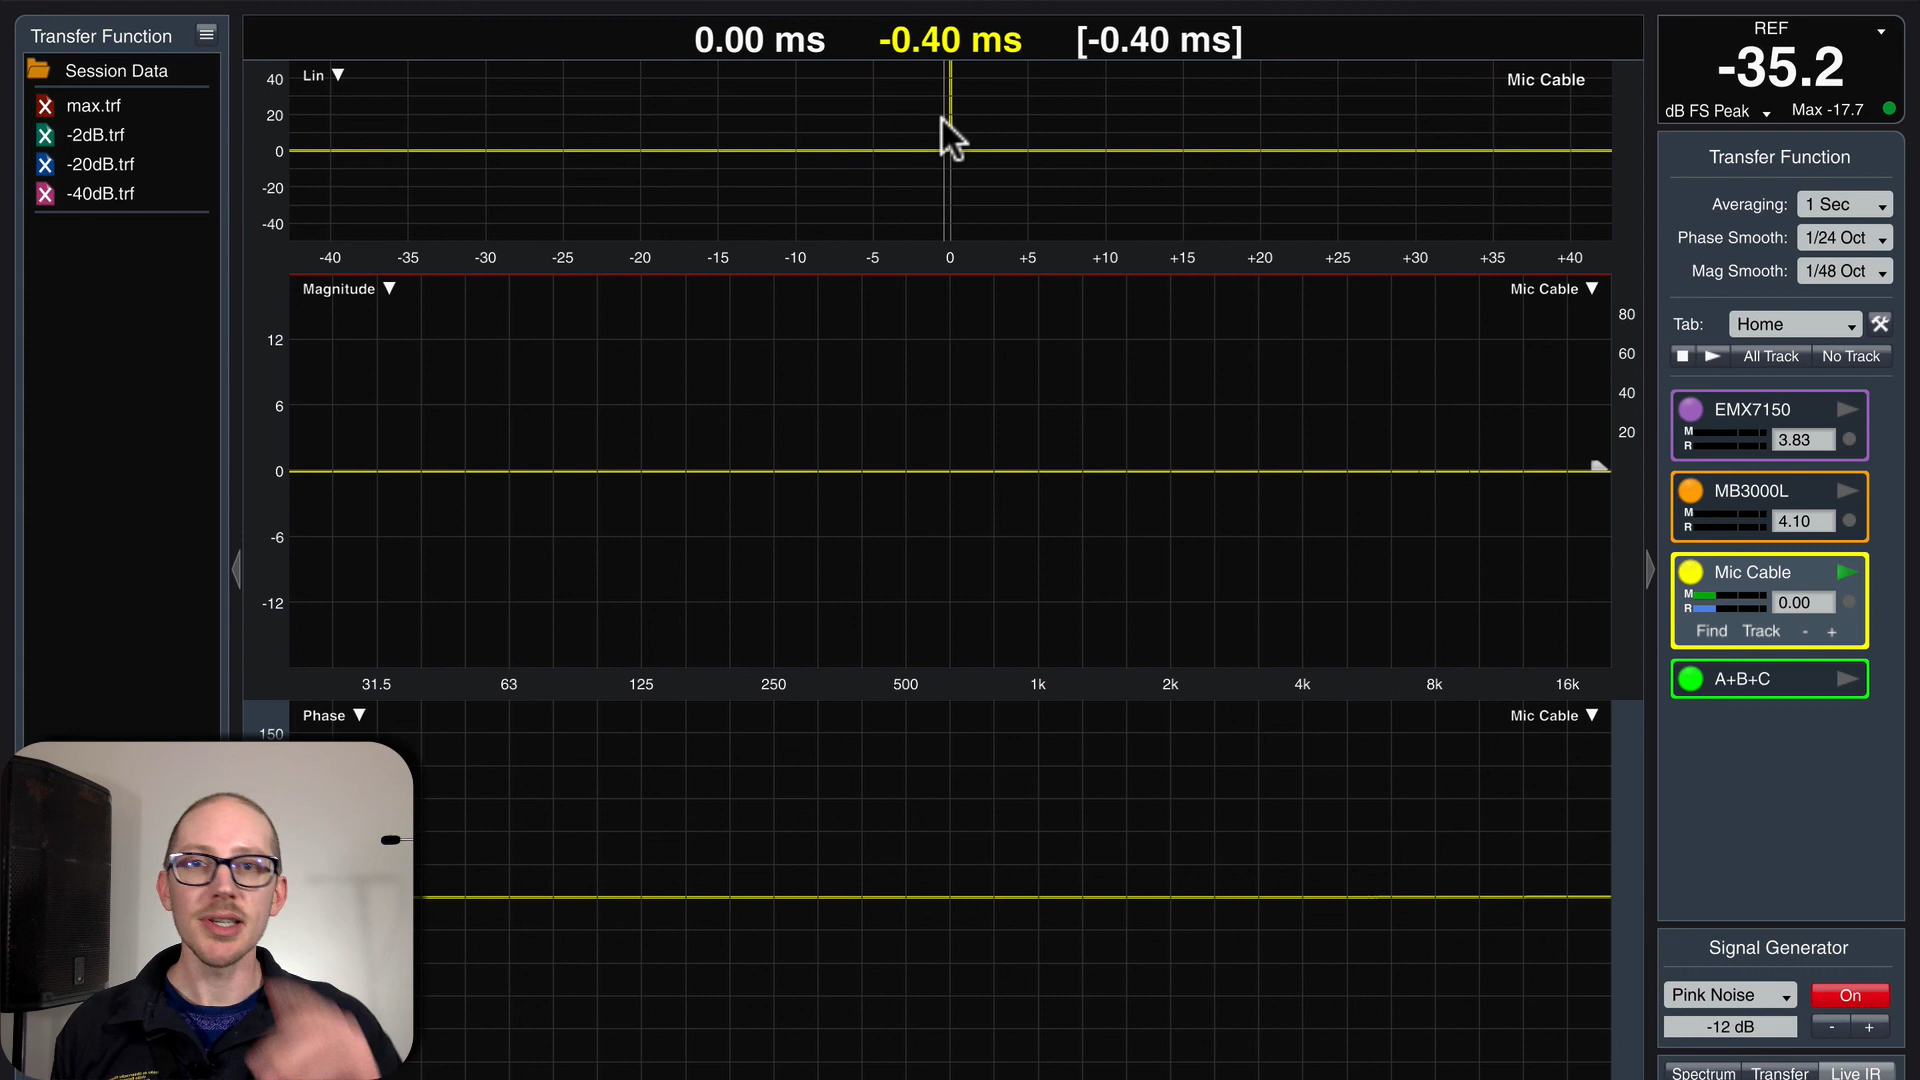 Transfer Function
Session Data
max.trf
-2dB.trf
-20dB.trf
-40dB.trf
0.00 ms -0.40 ms [-0.40 ms]
Lin
Mic Cable
40
20
0
-20
-40
-40 -35 -30 -25 -20 -15 -10 -5 0 +5 +10 +15 +20 +25 +30 +35 +40
Magnitude
Mic Cable
12
6
0
-6
-12
80
60
40
20
31.5 63 125 250 500 1k 2k 4k 8k 16k
Phase
Mic Cable
150
REF
-35.2
dB FS Peak Max -17.7
Transfer Function
Averaging: 1 Sec
Phase Smooth: 1/24 Oct
Mag Smooth: 1/48 Oct
Tab: Home
All Track No Track
EMX7150
M
R
3.83
MB3000L
M
R
4.10
Mic Cable
M
R
0.00
Find Track - +
A+B+C
Signal Generator
Pink Noise On
-12 dB - +
Spectrum Transfer Live IR